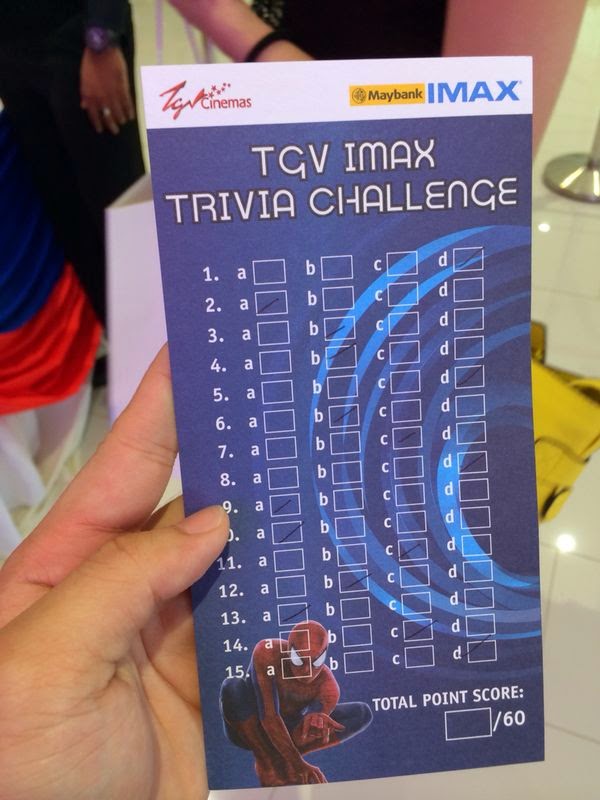 TGV Cinemas
Maybank IMAX
TGV IMAX
TRIVIA CHALLENGE
1. a b c d
2. a b c d
3. a b c d
4. a b c d
5. a b c d
6. a b c d
7. a b c d
8. a b c d
9. a b c d
0. a b c d
11. a b c d
12. a b c d
13. a b c d
14. a b c d
15. a b c d
TOTAL POINT SCORE:
/60